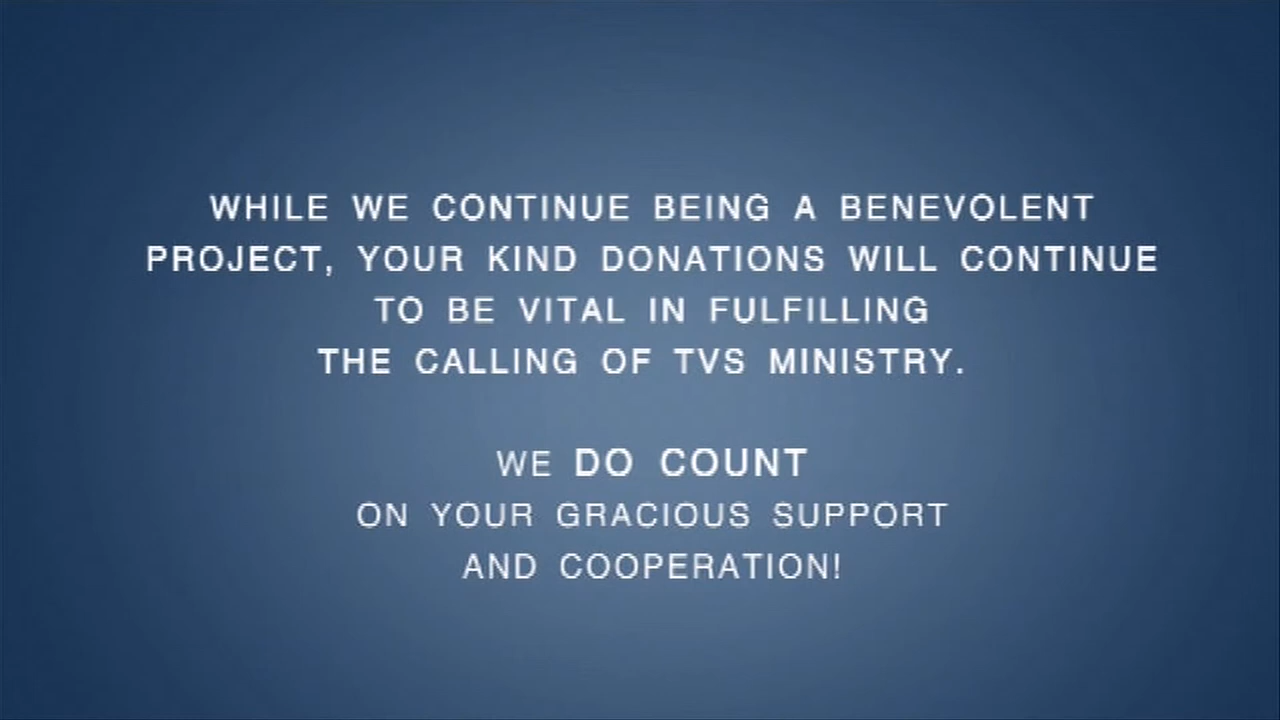 WHILE WE CONTINUE BEING A BENEVOLENT
PROJECT, YOUR KIND DONATIONS WILL CONTINUE
TO BE VITAL IN FULFILLING
THE CALLING OF TVS MINISTRY.
WE DO COUNT
ON YOUR GRACIOUS SUPPORT
AND COOPERATION!